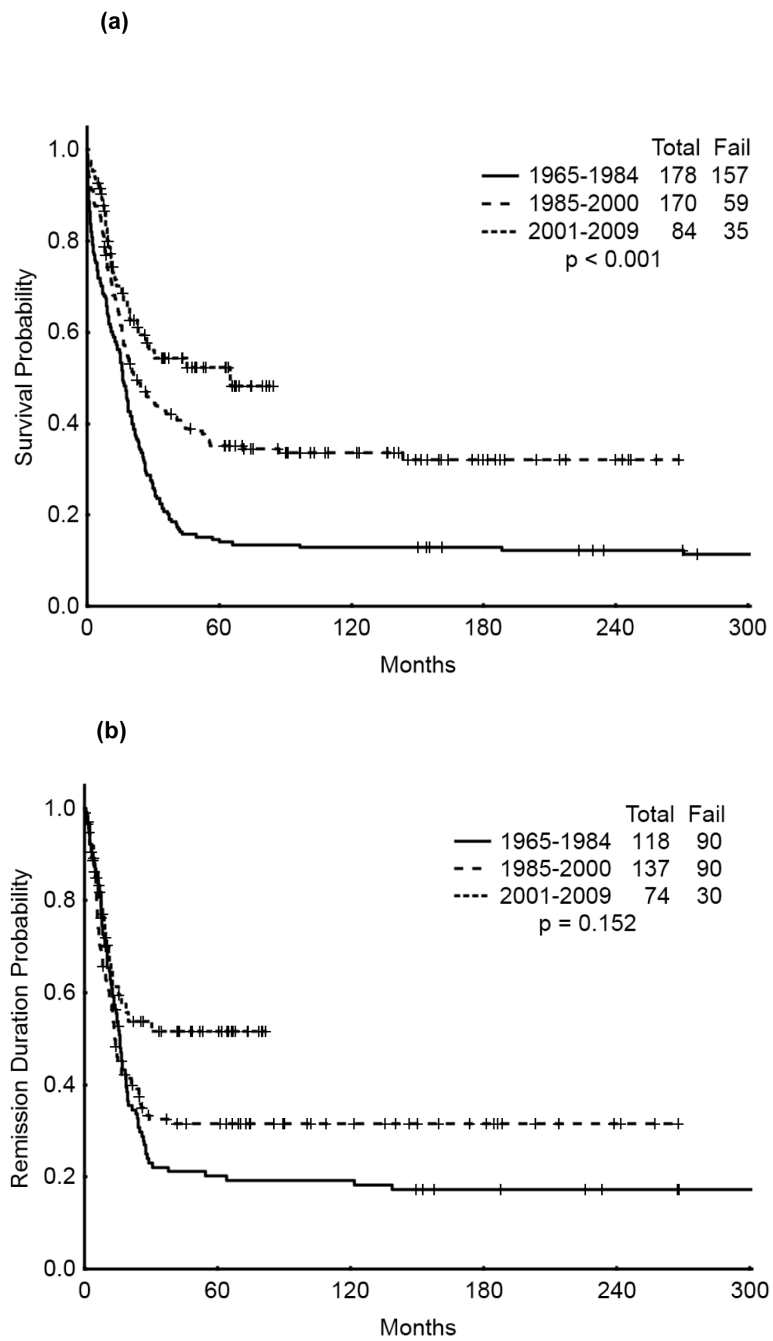 (a)
Total Fail
1965-1984 178 157
1985-2000 170 59
2001-2009 84 35
p < 0.001
1.0
0.8
0.6
0.4
0.2
0.0
Survival Probability
0 60 120 180 240 300
Months
(b)
Total Fail
1965-1984 118 90
1985-2000 137 90
2001-2009 74 30
p = 0.152
1.0
0.8
0.6
0.4
0.2
0.0
Remission Duration Probability
0 60 120 180 240 300
Months